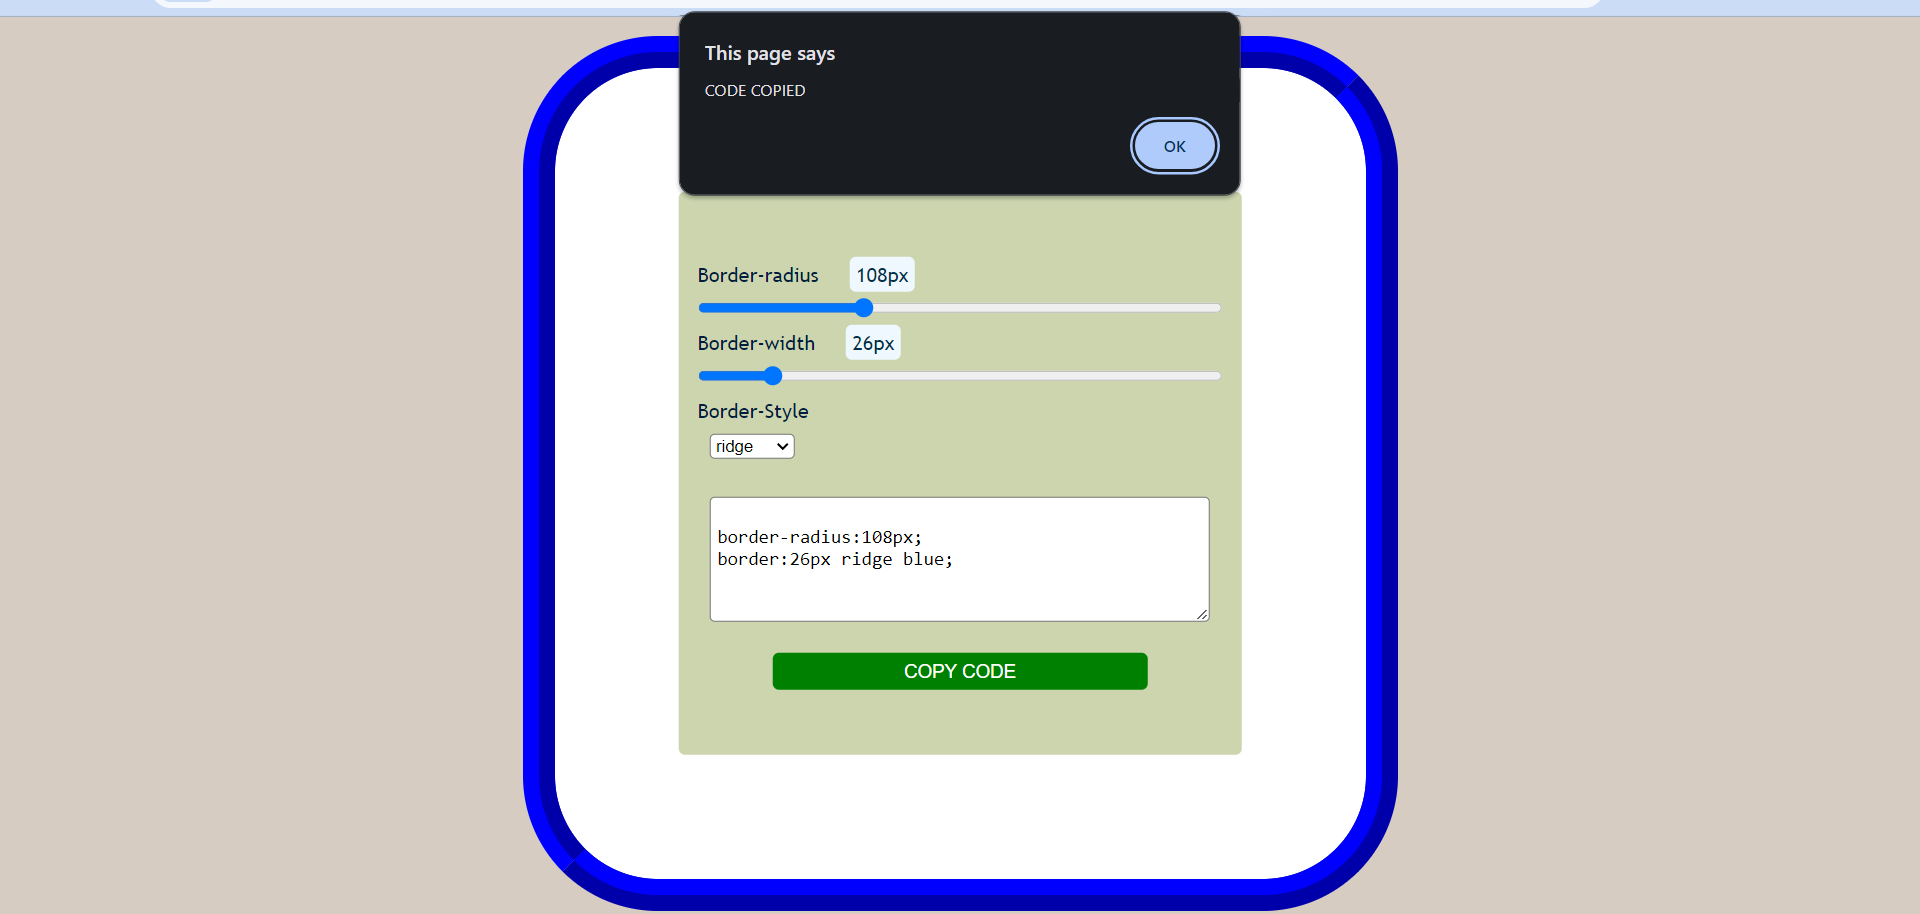 This page says
CODE COPIED
OK
Border-radius 108px
Border-width 26px
Border-Style
ridge
border-radius:108px;
border:26px ridge blue;
COPY CODE